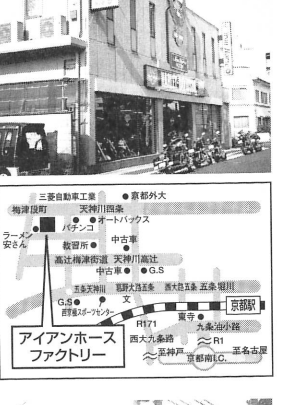 三菱自動車工業 ●京都外大
梅津段町 天神川四条
ラーメン安さん
パチンコ
●オートバックス
教習所●
中古車
高辻梅津街道 天神川高辻
中古車● ●G.S
五条天神川 葛野大路五条 西大路五条 五条堀川
G.S● 文
西京極スポーツセンター
京都駅
東寺●
R171
九条油小路
西大路九条
R1
アイアンホース
ファクトリー
至神戸
京都南I.C.
至名古屋